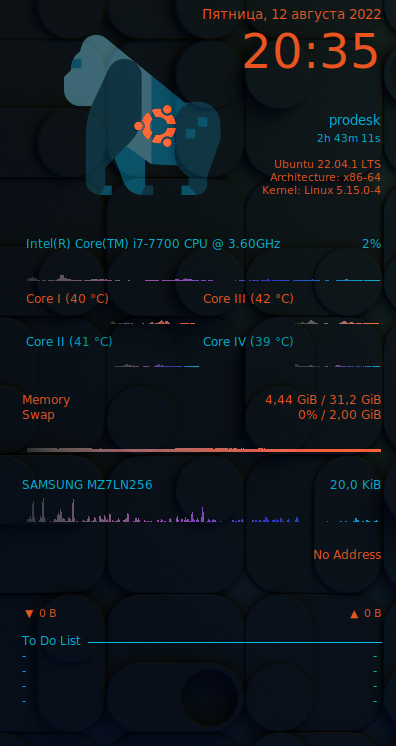 Пятница, 12 августа 2022
20:35
prodesk
2h 43m 11s
Ubuntu 22.04.1 LTS
Architecture: x86-64
Kernel: Linux 5.15.0-4
Intel(R) Core(TM) i7-7700 CPU @ 3.60GHz 2%
Core I (40 °C) Core III (42 °C)
Core II (41 °C) Core IV (39 °C)
Memory 4,44 GiB / 31,2 GiB
Swap 0% / 2,00 GiB
SAMSUNG MZ7LN256 20,0 KiB
No Address
▼ 0 B ▲ 0 B
To Do List
- -
- -
- -
- -